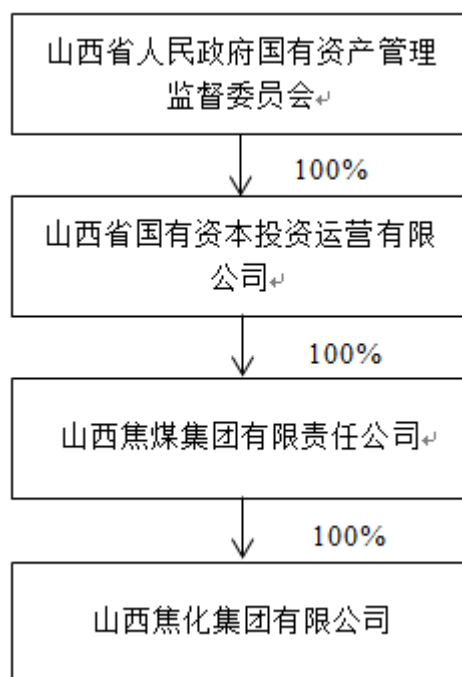 山西省人民政府国有资产管理
监督委员会↵
100%
山西省国有资本投资运营有限
公司↵
100%
山西焦煤集团有限责任公司↵
100%
山西焦化集团有限公司